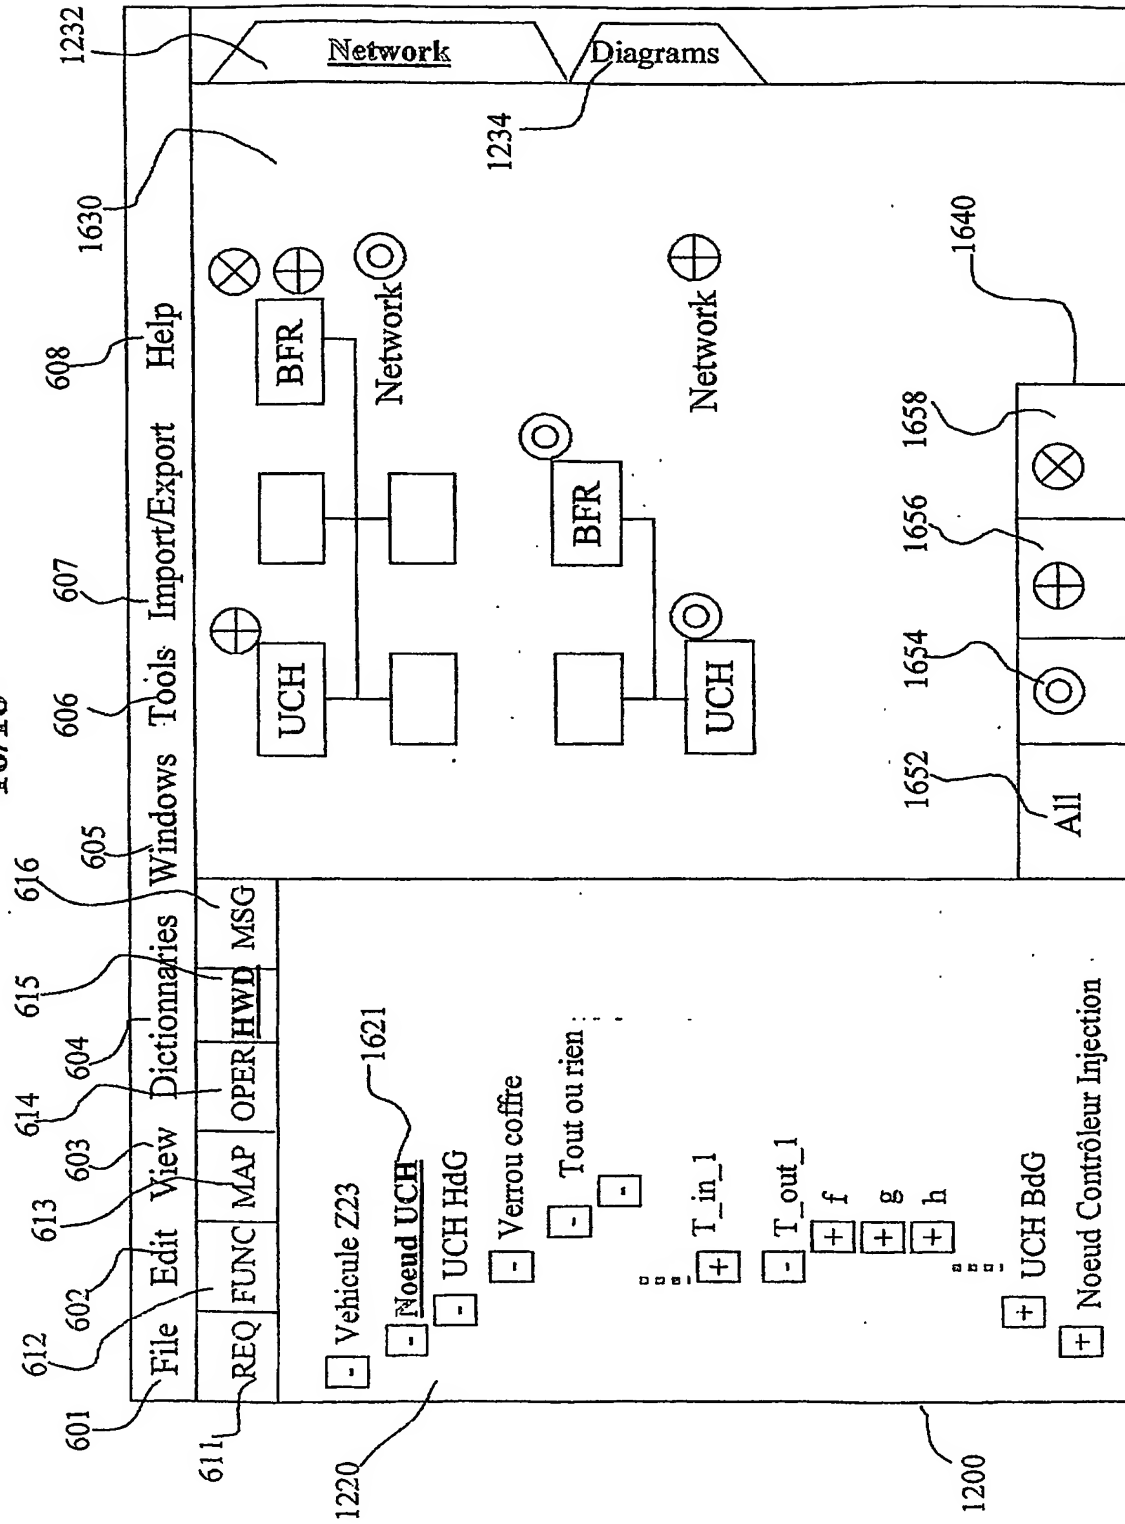 601
602
603
604
605
606
607
608
1630
1232
611
612
613
614
615
616
File Edit View Dictionnaries Windows Tools Import/Export Help
REQ FUNC MAP OPER HWD MSG
1220
- Vehicule Z23
- Noeud UCH
1621
- UCH HdG
- Verrou coffre
- Tout ou rien
-
+ T_in_1
- T_out_1
+ f
+ g
+ h
+ UCH BdG
+ Noeud Contrôleur Injection
1200
UCH
BFR
Network
BFR
UCH
Network
Network
Diagrams
1234
1640
1652
1654
1656
1658
All